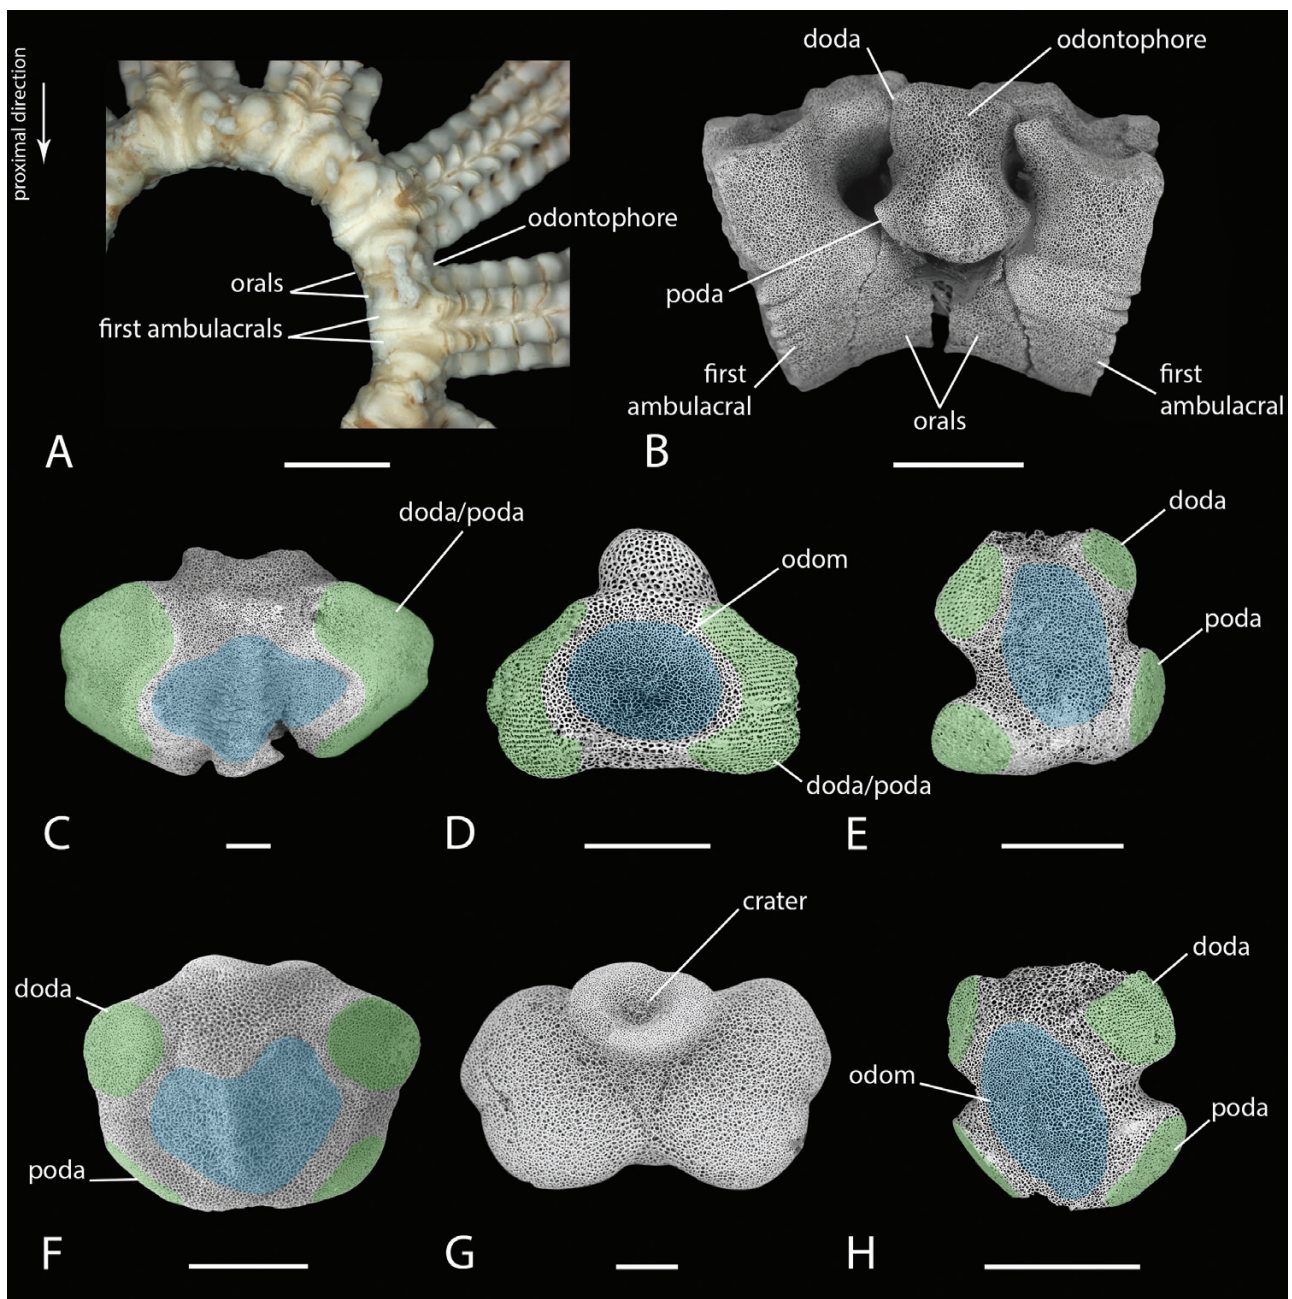 proximal direction
doda
odontophore
odontophore
orals
first ambulacrals
poda
first
ambulacral
orals
first
ambulacral
A
B
doda/poda
odom
doda
poda
doda/poda
C
D
E
crater
doda
doda
odom
poda
poda
F
G
H